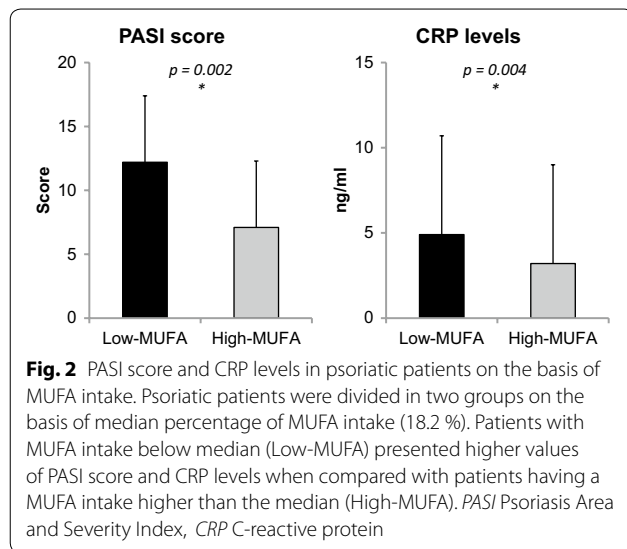 PASI score
CRP levels
20
15
10
5
0
Score
p = 0.002
*
Low-MUFA
High-MUFA
15
10
5
0
ng/ml
p = 0.004
*
Low-MUFA
High-MUFA
Fig. 2 PASI score and CRP levels in psoriatic patients on the basis of
MUFA intake. Psoriatic patients were divided in two groups on the
basis of median percentage of MUFA intake (18.2 %). Patients with
MUFA intake below median (Low-MUFA) presented higher values
of PASI score and CRP levels when compared with patients having a
MUFA intake higher than the median (High-MUFA). PASI Psoriasis Area
and Severity Index, CRP C-reactive protein